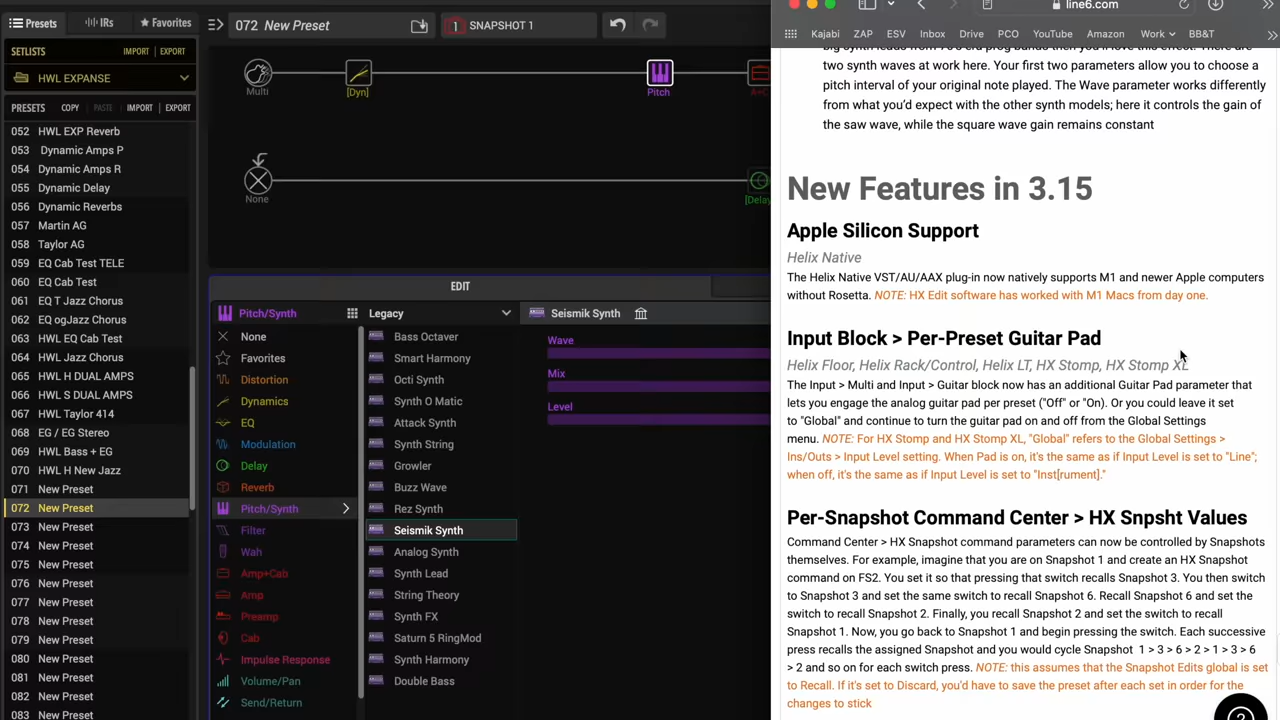 Presets
IRs
Favorites
072 New Preset
1 SNAPSHOT 1
SETLISTS
IMPORT | EXPORT
HWL EXPANSE
PRESETS
COPY
PASTE
IMPORT
EXPORT
052 HWL EXP Reverb
053 Dynamic Amps P
054 Dynamic Amps R
055 Dynamic Delay
056 Dynamic Reverbs
057 Martin AG
058 Taylor AG
059 EQ Cab Test TELE
060 EQ Cab Test
061 EQ T Jazz Chorus
062 EQ ogJazz Chorus
063 HWL EQ Cab Test
064 HWL Jazz Chorus
065 HWL H DUAL AMPS
066 HWL H DUAL AMPS
067 HWL Taylor 414
068 EG / EG Stereo
069 HWL Bass + EG
070 HWL H New Jazz
071 New Preset
072 New Preset
073 New Preset
074 New Preset
075 New Preset
076 New Preset
077 New Preset
078 New Preset
079 New Preset
080 New Preset
081 New Preset
082 New Preset
083 New Preset
Multi
[Dyn]
Pitch
A+C
None
[Delay
EDIT
Pitch/Synth
None
Favorites
Distortion
Dynamics
EQ
Modulation
Delay
Reverb
Pitch/Synth
Filter
Wah
Amp+Cab
Amp
Preamp
Cab
Impulse Response
Volume/Pan
Send/Return
Legacy
Bass Octaver
Smart Harmony
Octi Synth
Synth O Matic
Attack Synth
Synth String
Growler
Buzz Wave
Rez Synth
Seismik Synth
Analog Synth
Synth Lead
String Theory
Synth FX
Saturn 5 RingMod
Synth Harmony
Double Bass
Seismik Synth
Wave
Mix
Level
line6.com
Kajabi
ZAP
ESV
Inbox
Drive
PCO
YouTube
Amazon
Work
BB&T
big synth leads from 70's era prog bands then you'll love this effect. There are
two synth waves at work here. Your first two parameters allow you to choose a
pitch interval of your original note played. The Wave parameter works differently
from what you'd expect with the other synth models; here it controls the gain of
the saw wave, while the square wave gain remains constant
New Features in 3.15
Apple Silicon Support
Helix Native
The Helix Native VST/AU/AAX plug-in now natively supports M1 and newer Apple computers
without Rosetta. NOTE: HX Edit software has worked with M1 Macs from day one.
Input Block > Per-Preset Guitar Pad
Helix Floor, Helix Rack/Control, Helix LT, HX Stomp, HX Stomp XL
The Input > Multi and Input > Guitar block now has an additional Guitar Pad parameter that
lets you engage the analog guitar pad per preset ("Off" or "On). Or you could leave it set
to "Global" and continue to turn the guitar pad on and off from the Global Settings
menu. NOTE: For HX Stomp and HX Stomp XL, "Global" refers to the Global Settings >
Ins/Outs > Input Level setting. When Pad is on, it's the same as if Input Level is set to "Line";
when off, it's the same as if Input Level is set to "Inst[rument]."
Per-Snapshot Command Center > HX Snpsht Values
Command Center > HX Snapshot command parameters can now be controlled by Snapshots
themselves. For example, imagine that you are on Snapshot 1 and create an HX Snapshot
command on FS2. You set it so that pressing that switch recalls Snapshot 3. You then switch
to Snapshot 3 and set the same switch to recall Snapshot 6. Recall Snapshot 6 and set the
switch to recall Snapshot 2. Finally, you recall Snapshot 2 and set the switch to recall
Snapshot 1. Now, you go back to Snapshot 1 and begin pressing the switch. Each successive
press recalls the assigned Snapshot and you would cycle Snapshot 1 > 3 > 6 > 2 > 1 > 3 > 6
> 2 and so on for each switch press. NOTE: this assumes that the Snapshot Edits global is set
to Recall. If it's set to Discard, you'd have to save the preset after each set in order for the
changes to stick